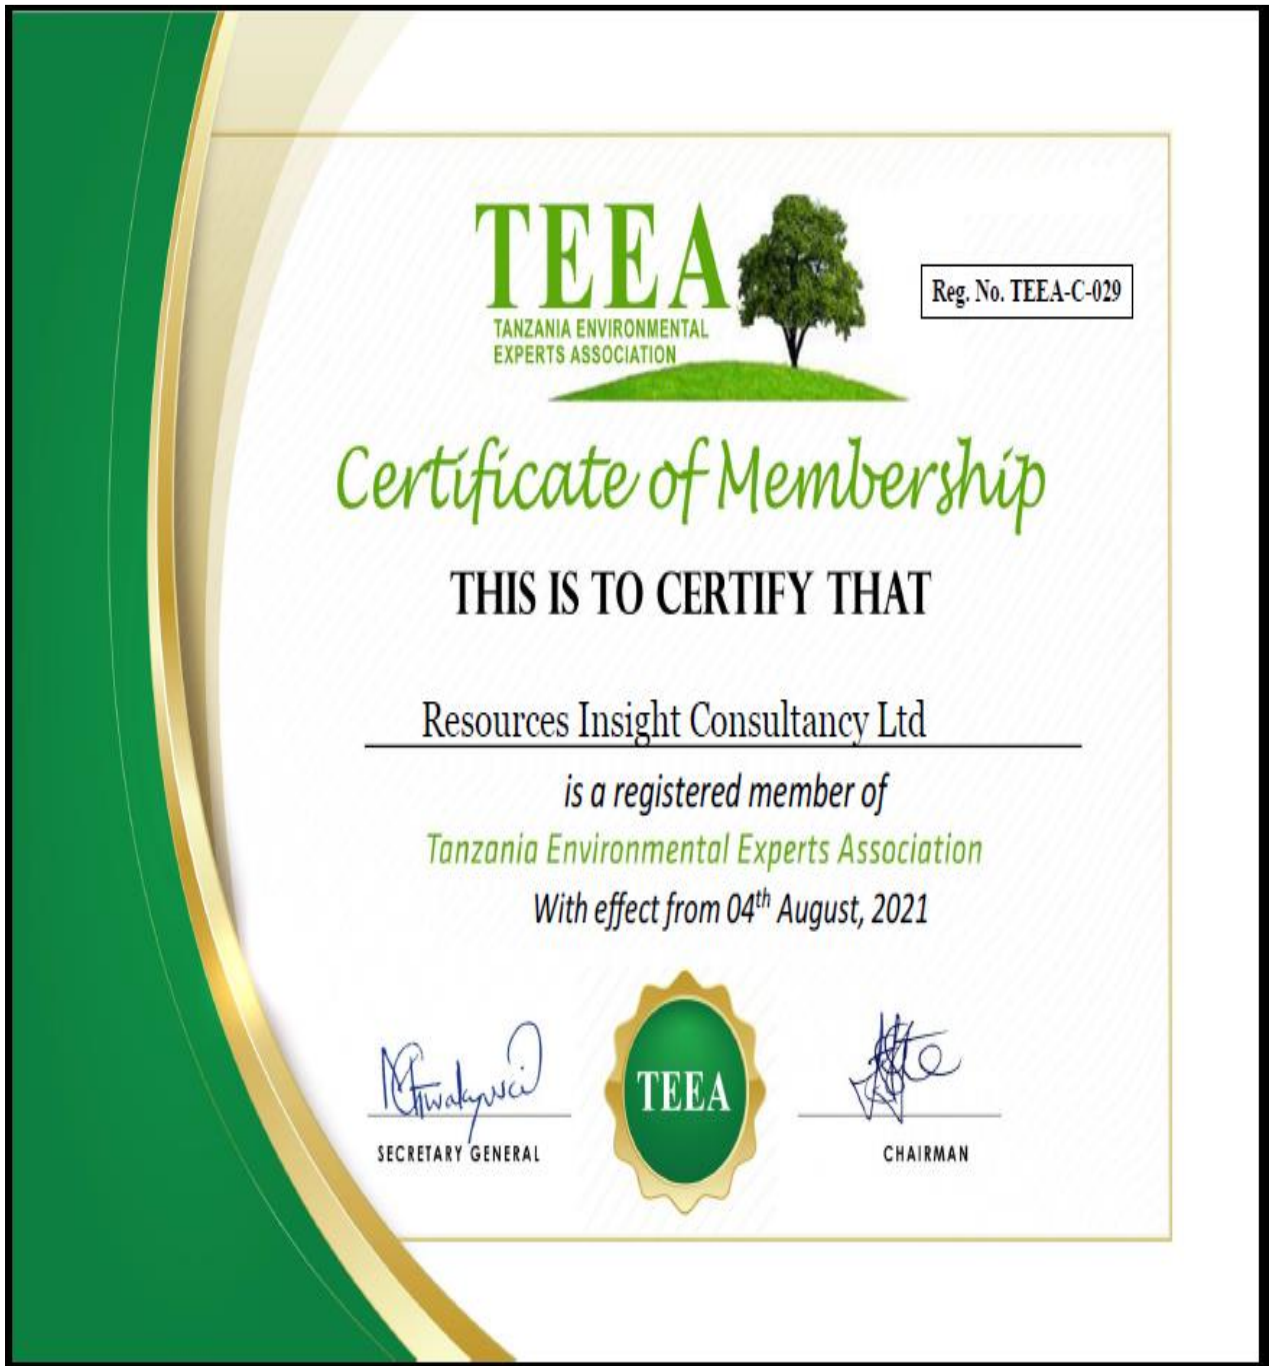 TEEA
TANZANIA ENVIRONMENTAL
EXPERTS ASSOCIATION
Reg. No. TEEA-C-029
Certificate of Membership
THIS IS TO CERTIFY THAT
Resources Insight Consultancy Ltd
is a registered member of
Tanzania Environmental Experts Association
With effect from 04th August, 2021
TEEA
SECRETARY GENERAL
CHAIRMAN